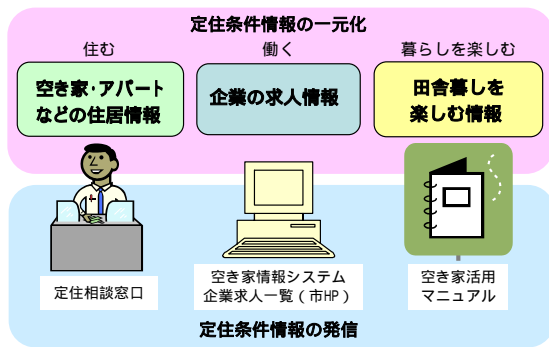 定住条件情報の一元化
住む
働く
暮らしを楽しむ
空き家・アパート
などの住居情報
企業の求人情報
田舎暮しを
楽しむ情報
定住相談窓口
空き家情報システム
企業求人一覧（市HP）
空き家活用
マニュアル
定住条件情報の発信